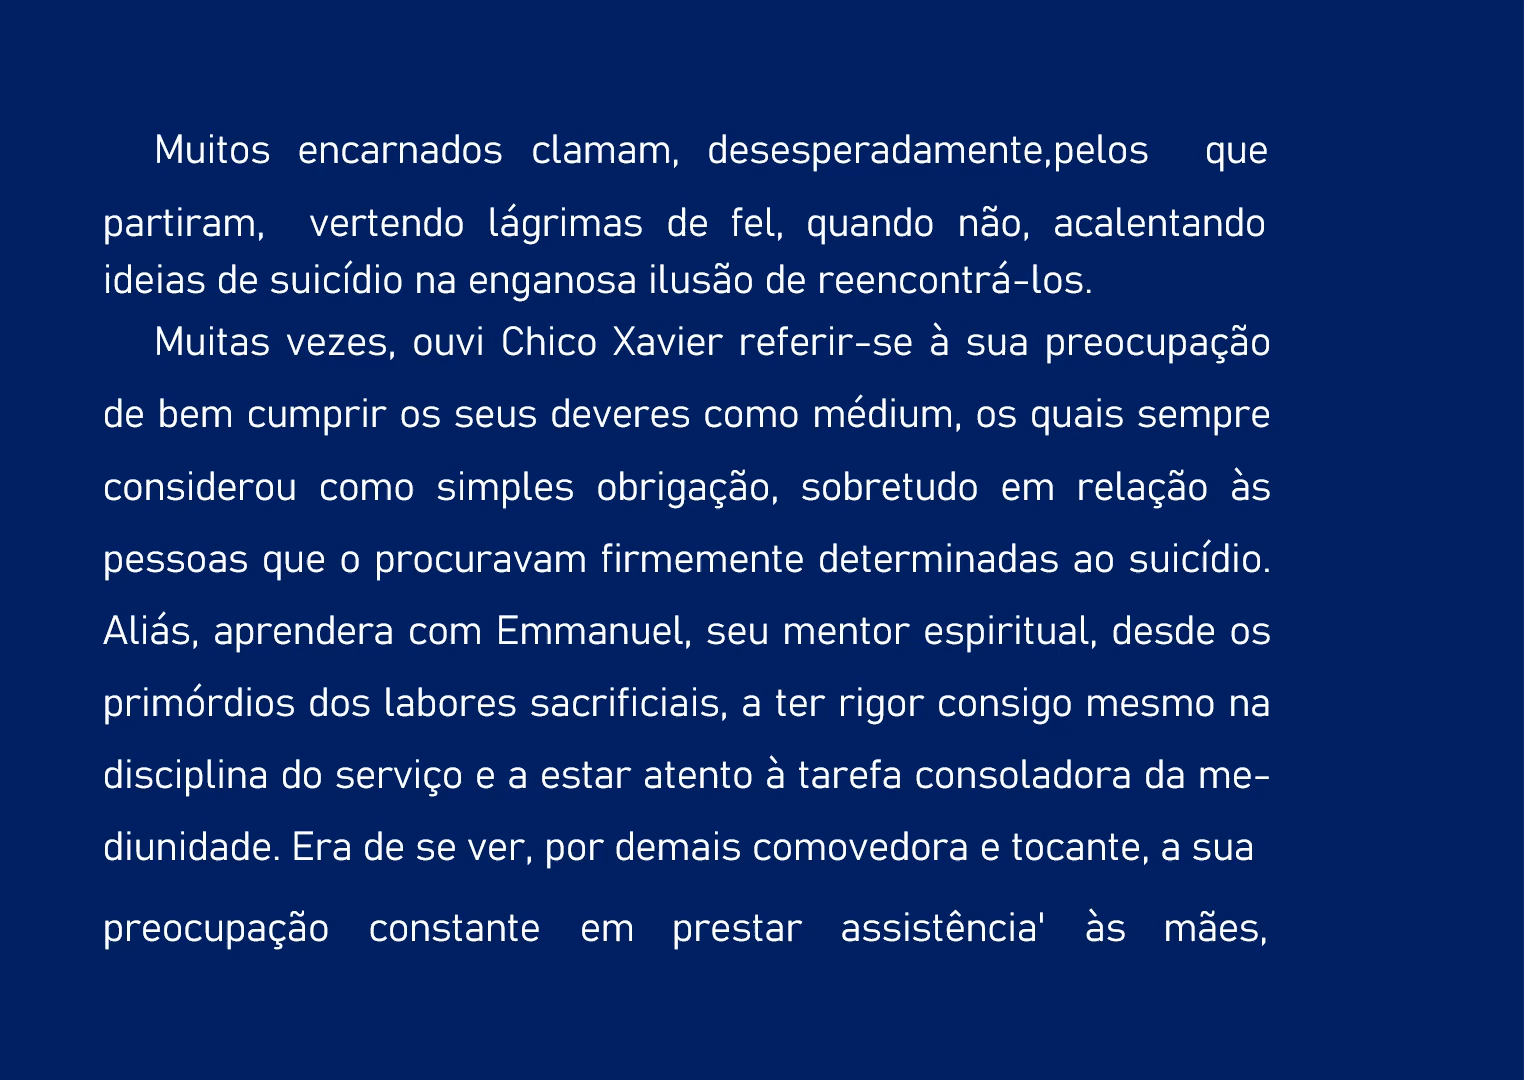 Muitos encarnados clamam, desesperadamente,pelos que
partiram, vertendo lágrimas de fel, quando não, acalentando
ideias de suicídio na enganosa ilusão de reencontrá-los.
Muitas vezes, ouvi Chico Xavier referir-se à sua preocupação
de bem cumprir os seus deveres como médium, os quais sempre
considerou como simples obrigação, sobretudo em relação às
pessoas que o procuravam firmemente determinadas ao suicídio.
Aliás, aprendera com Emmanuel, seu mentor espiritual, desde os
primórdios dos labores sacrificiais, a ter rigor consigo mesmo na
disciplina do serviço e a estar atento à tarefa consoladora da me-
diunidade. Era de se ver, por demais comovedora e tocante, a sua
preocupação constante em prestar assistência' às mães,